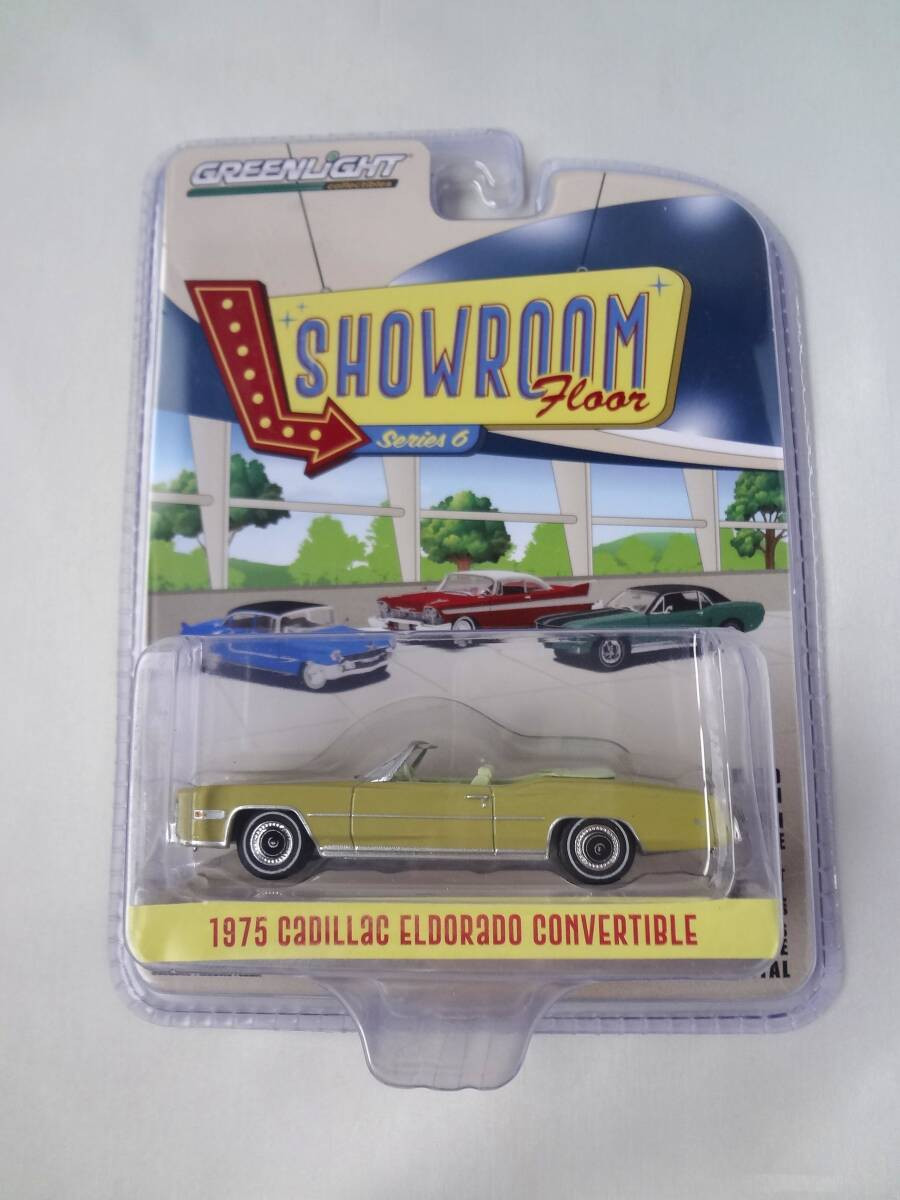 GREENLiGHT
collectibles
SHOWROOM
Floor
Series 6
1975 CADILLAC ELDORADO CONVERTIBLE